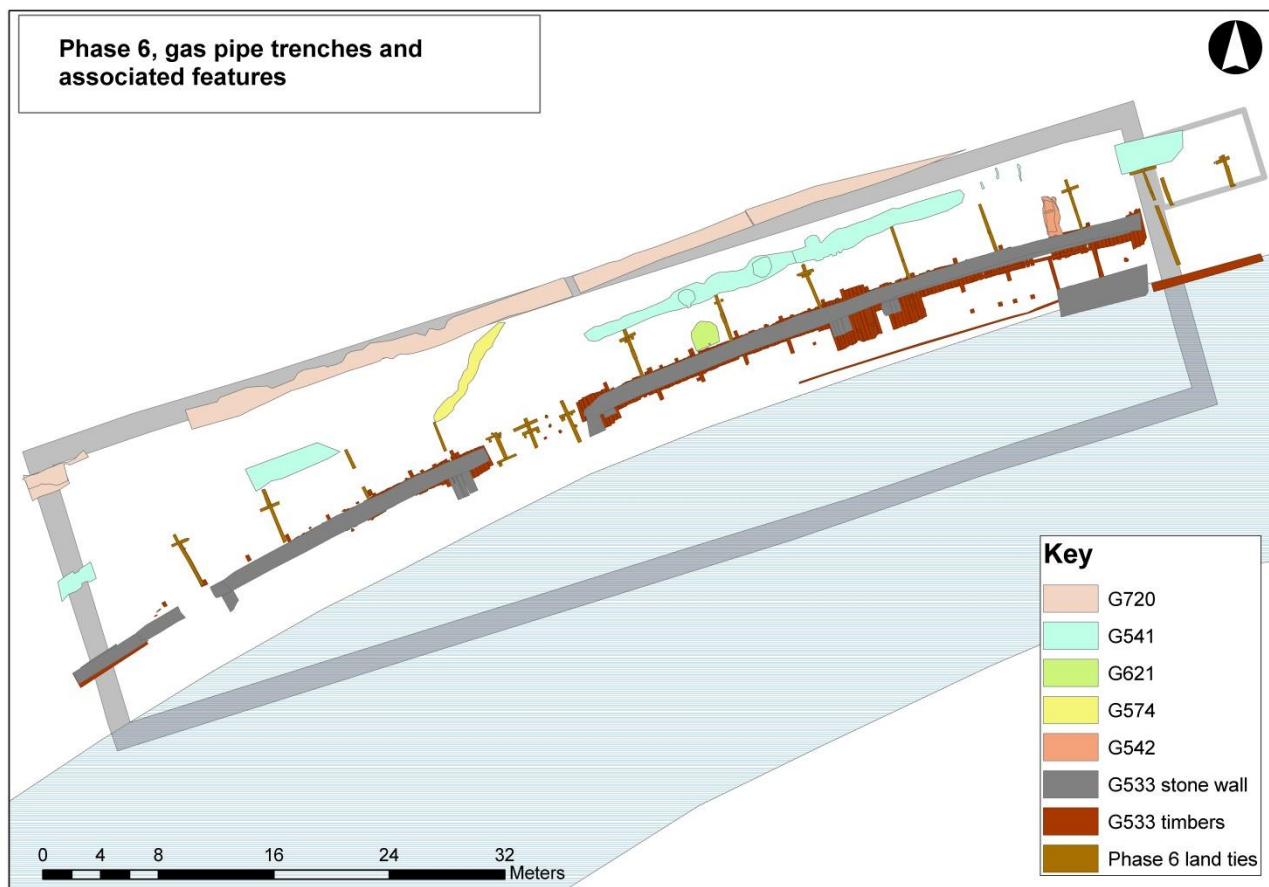 Phase 6, gas pipe trenches and
associated features
Key
G720
G541
G621
G574
G542
G533 stone wall
G533 timbers
Phase 6 land ties
0 4 8 16 24 32
Meters